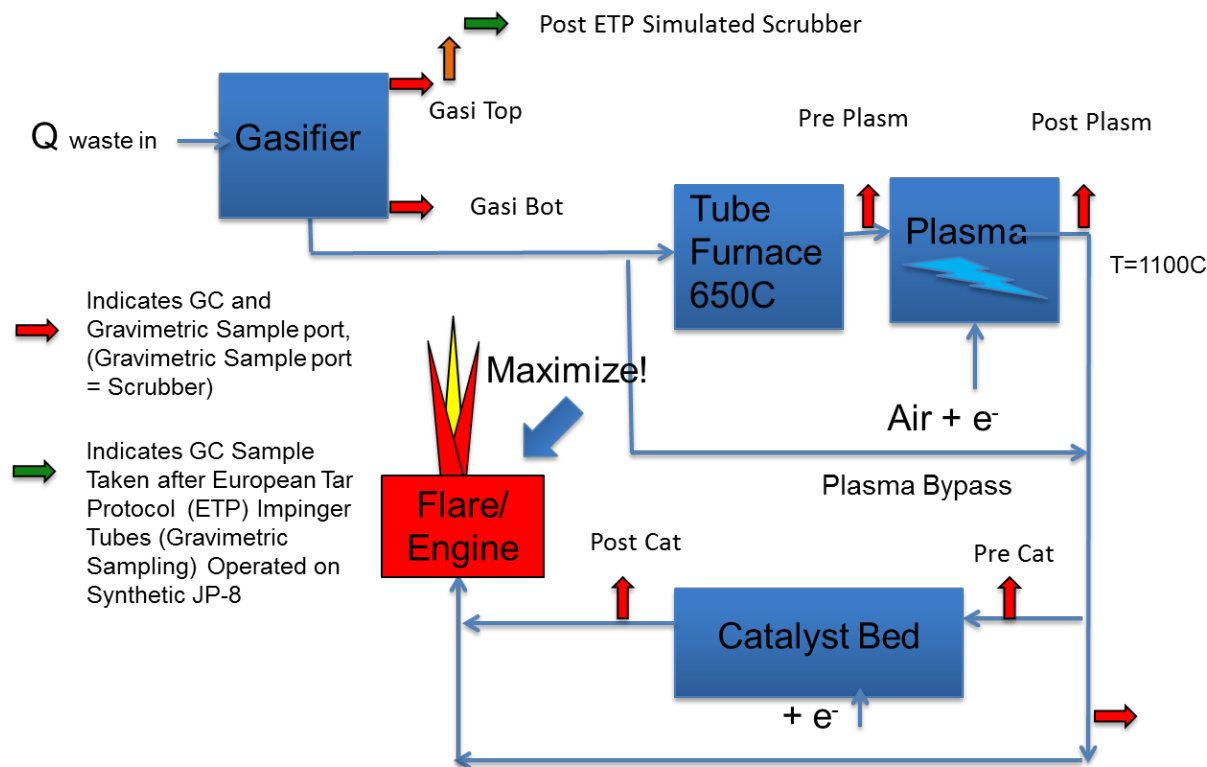 Post ETP Simulated Scrubber
Gasi Top
Pre Plasm
Post Plasm
Q waste in
Gasifier
Gasi Bot
Tube
Furnace
650C
Plasma
T=1100C
Indicates GC and
Gravimetric Sample port,
(Gravimetric Sample port
= Scrubber)
Maximize!
Air + e-
Indicates GC Sample
Taken after European Tar
Protocol (ETP) Impinger
Tubes (Gravimetric
Sampling) Operated on
Synthetic JP-8
Flare/
Engine
Plasma Bypass
Post Cat
Pre Cat
Catalyst Bed
+ e-